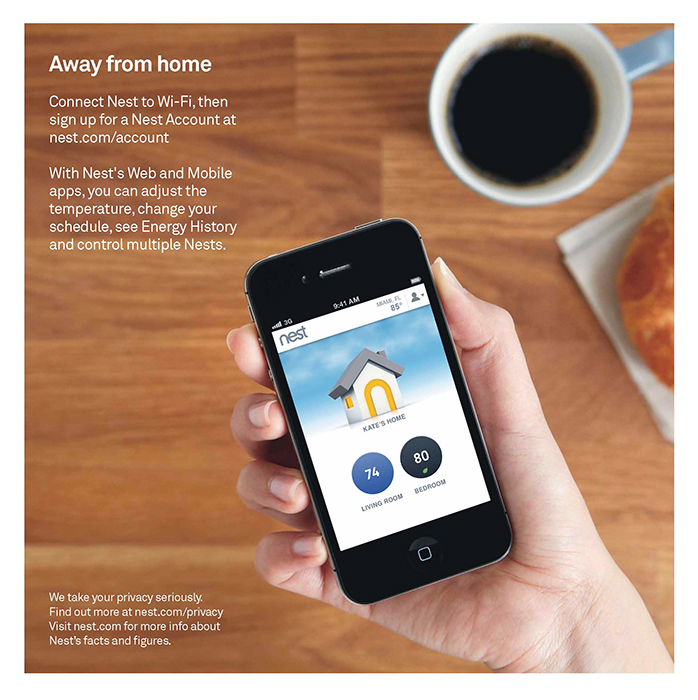 Away from home
Connect Nest to Wi-Fi, then
sign up for a Nest Account at
nest.com/account
With Nest's Web and Mobile
apps, you can adjust the
temperature, change your
schedule, see Energy History
and control multiple Nests.
3G
9:41 AM
MIAMI, FL
85°
nest
KATE'S HOME
74
80
LIVING ROOM
BEDROOM
We take your privacy seriously.
Find out more at nest.com/privacy
Visit nest.com for more info about
Nest's facts and figures.